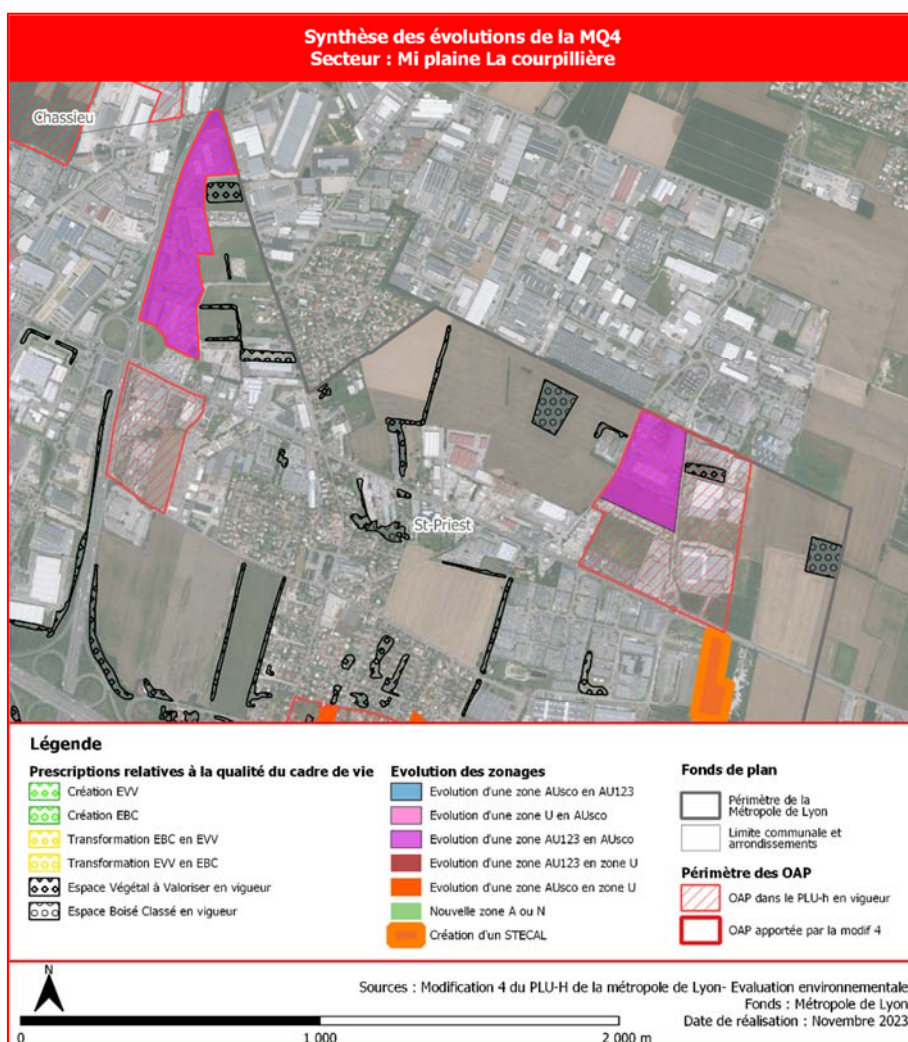 Synthèse des évolutions de la MQ4
Secteur : Mi plaine La courpillière
Chassieu
St-Priest
Légende
Prescriptions relatives à la qualité du cadre de vie
Création EVV
Création EBC
Transformation EBC en EVV
Transformation EVV en EBC
Espace Végétal à Valoriser en vigueur
Espace Boisé Classé en vigueur
Evolution des zonages
Evolution d'une zone AUsco en AU123
Evolution d'une zone U en AUsco
Evolution d'une zone AU123 en AUsco
Evolution d'une zone AU123 en zone U
Evolution d'une zone AUsco en zone U
Nouvelle zone A ou N
Création d'un STECAL
Fonds de plan
Périmètre de la
Métropole de Lyon
Limite communale et
arrondissements
Périmètre des OAP
OAP dans le PLU-h en vigueur
OAP apportée par la modif 4
N
0 1 000 2 000 m
Sources : Modification 4 du PLU-H de la métropole de Lyon- Evaluation environnementale
Fonds : Métropole de Lyon
Date de réalisation : Novembre 2023